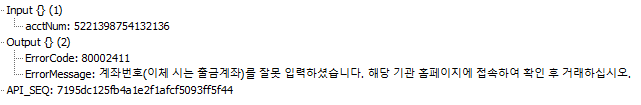 Input {} (1)
acctNum: 5221398754132136
Output {} (2)
ErrorCode: 80002411
ErrorMessage: 계좌번호(이체 시는 출금계좌)를 잘못 입력하셨습니다. 해당 기관 홈페이지에 접속하여 확인 후 거래하십시오.
API_SEQ: 7195dc125fb4a1e2f1afcf5093ff5f44